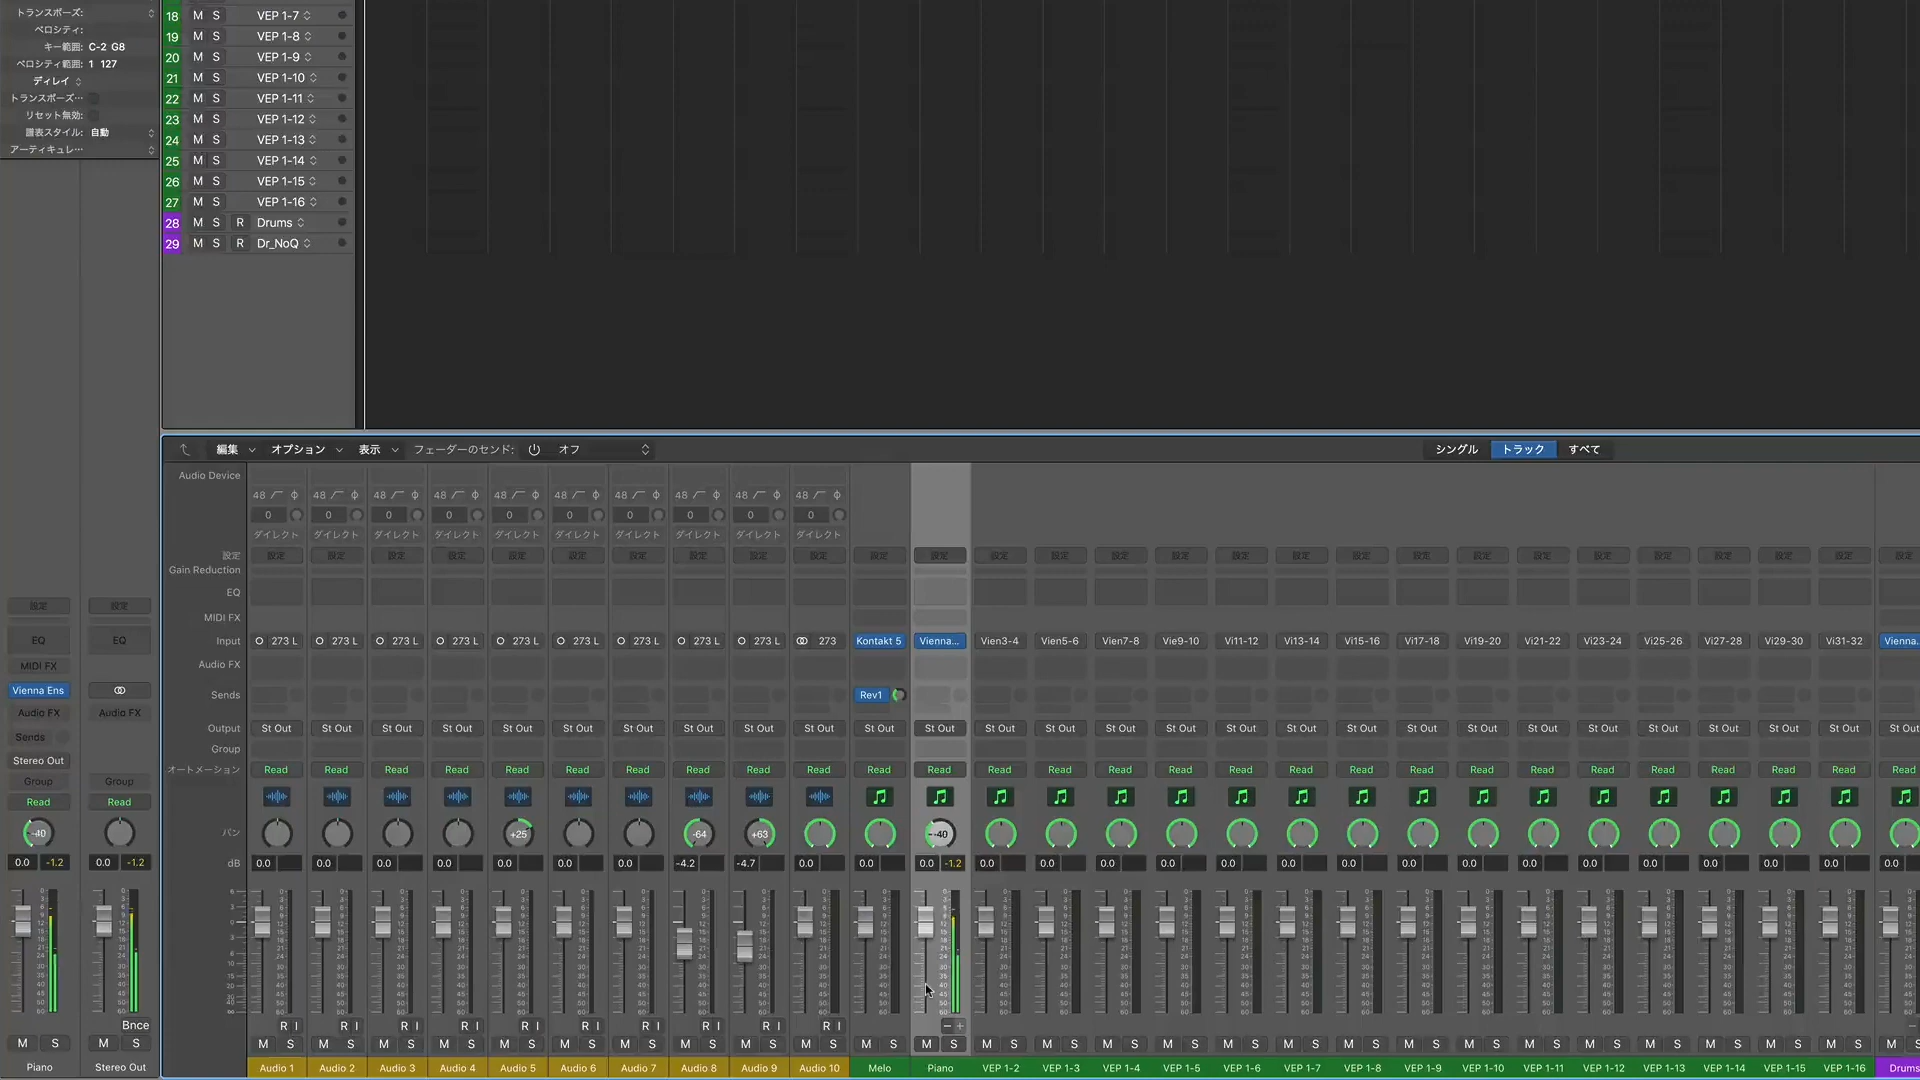 トランスポーズ:
ベロシティ:
キー範囲: C-2 G8
ベロシティ範囲: 1 127
ディレイ
トランスポーズ…
リセット無効:
譜表スタイル: 自動
アーティキュレ…
18 M S VEP 1-7
19 M S VEP 1-8
20 M S VEP 1-9
21 M S VEP 1-10
22 M S VEP 1-11
23 M S VEP 1-12
24 M S VEP 1-13
25 M S VEP 1-14
26 M S VEP 1-15
27 M S VEP 1-16
28 M S R Drums
29 M S R Dr_NoQ
編集 オプション 表示 フェーダーのセンド: オフ シングル トラック すべて
Audio Device
48 48 48 48 48 48 48 48 48 48
0 0 0 0 0 0 0 0 0 0
ダイレクト ダイレクト ダイレクト ダイレクト ダイレクト ダイレクト ダイレクト ダイレクト ダイレクト ダイレクト
設定 設定 設定 設定 設定 設定 設定 設定 設定 設定 設定 設定 設定 設定 設定 設定 設定 設定 設定 設定 設定 設定 設定 設定 設定 設定 設定 設定 設定
Gain Reduction
EQ
MIDI FX
Input 273 L 273 L 273 L 273 L 273 L 273 L 273 L 273 L 273 L 273 Kontakt 5 Vienna... Vien3-4 Vien5-6 Vien7-8 Vie9-10 Vi11-12 Vi13-14 Vi15-16 Vi17-18 Vi19-20 Vi21-22 Vi23-24 Vi25-26 Vi27-28 Vi29-30 Vi31-32 Vienna.
Audio FX
Sends Rev1
Output St Out St Out St Out St Out St Out St Out St Out St Out St Out St Out St Out St Out St Out St Out St Out St Out St Out St Out St Out St Out St Out St Out St Out St Out St Out St Out St Out St Out
Group
オートメーション Read Read Read Read Read Read Read Read Read Read Read Read Read Read Read Read Read Read Read Read Read Read Read Read Read Read Read Read
パン +25 -64 +63 -40
dB 0.0 0.0 0.0 0.0 0.0 0.0 0.0 -4.2 -4.7 0.0 0.0 0.0 -1.2 0.0 0.0 0.0 0.0 0.0 0.0 0.0 0.0 0.0 0.0 0.0 0.0 0.0 0.0 0.0 0.0
R I R I R I R I R I R I R I R I R I R I
M S M S M S M S M S M S M S M S M S M S M S M S M S M S M S M S M S M S M S M S M S M S M S M S M S M S M S M S
Audio 1 Audio 2 Audio 3 Audio 4 Audio 5 Audio 6 Audio 7 Audio 8 Audio 9 Audio 10 Melo Piano VEP 1-2 VEP 1-3 VEP 1-4 VEP 1-5 VEP 1-6 VEP 1-7 VEP 1-8 VEP 1-9 VEP 1-10 VEP 1-11 VEP 1-12 VEP 1-13 VEP 1-14 VEP 1-15 VEP 1-16 Drums
設定 設定
EQ EQ
MIDI FX
Vienna Ens
Audio FX Audio FX
Sends
Stereo Out
Group Group
Read Read
-40
0.0 -1.2 0.0 -1.2
Bnce
M S M S
Piano Stereo Out